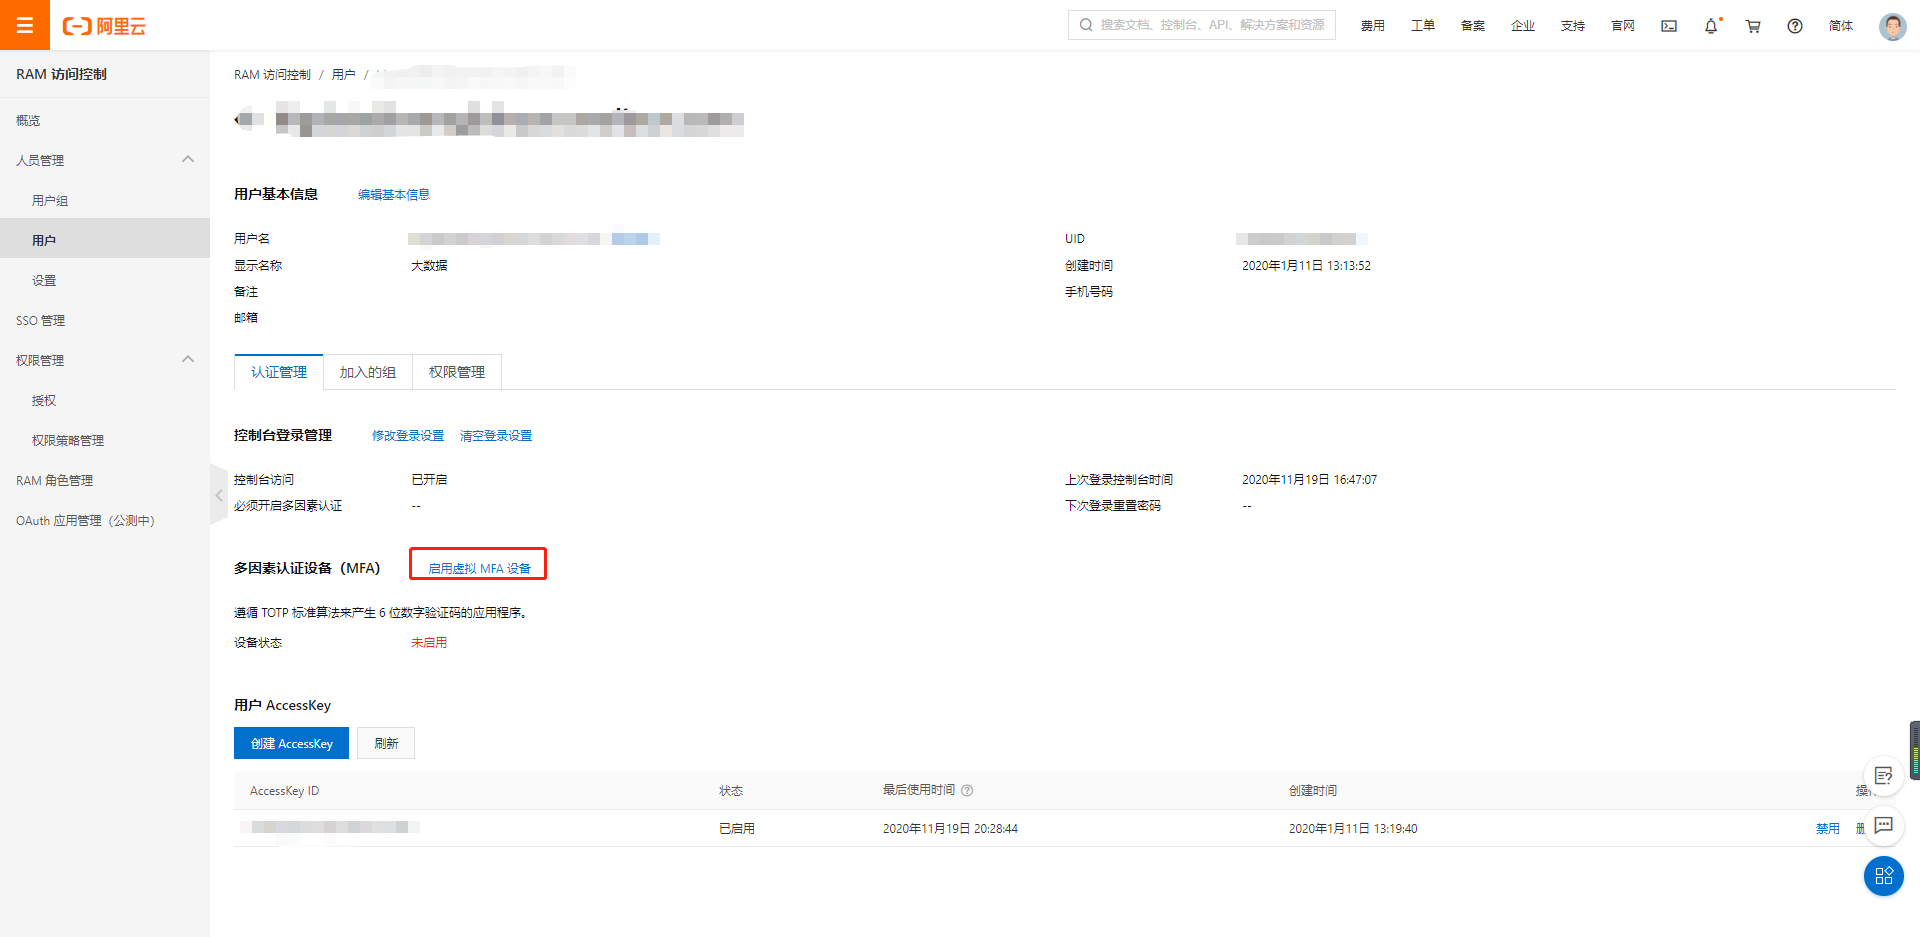 阿里云
搜索文档、控制台、API、解决方案和资源
费用 工单 备案 企业 支持 官网 简体
RAM 访问控制
概览
人员管理
用户组
用户
设置
SSO 管理
权限管理
授权
权限策略管理
RAM 角色管理
OAuth 应用管理（公测中）
RAM 访问控制 / 用户 /
用户基本信息 编辑基本信息
用户名 UID
显示名称 大数据 创建时间 2020年1月11日 13:13:52
备注 手机号码
邮箱
认证管理 加入的组 权限管理
控制台登录管理 修改登录设置 清空登录设置
控制台访问 已开启 上次登录控制台时间 2020年11月19日 16:47:07
必须开启多因素认证 -- 下次登录重置密码 --
多因素认证设备（MFA） 启用虚拟 MFA 设备
遵循 TOTP 标准算法来产生 6 位数字验证码的应用程序。
设备状态 未启用
用户 AccessKey
创建 AccessKey 刷新
AccessKey ID 状态 最后使用时间 创建时间
已启用 2020年11月19日 20:28:44 2020年1月11日 13:19:40 禁用